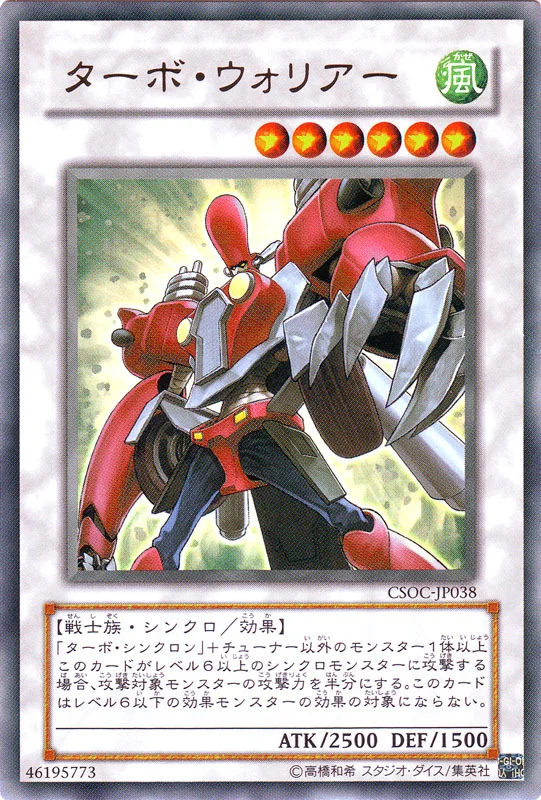 ターボ・ウォリアー
かぜ
風
CSOC-JP038
【戦士族・シンクロ/効果】
「ターボ・シンクロン」+チューナー以外のモンスター1体以上
このカードがレベル6以上のシンクロモンスターに攻撃する
場合、攻撃対象モンスターの攻撃力を半分にする。このカード
はレベル6以下の効果モンスターの効果の対象にならない。
ATK/2500 DEF/1500
46195773
©高橋和希 スタジオ・ダイス/集英社